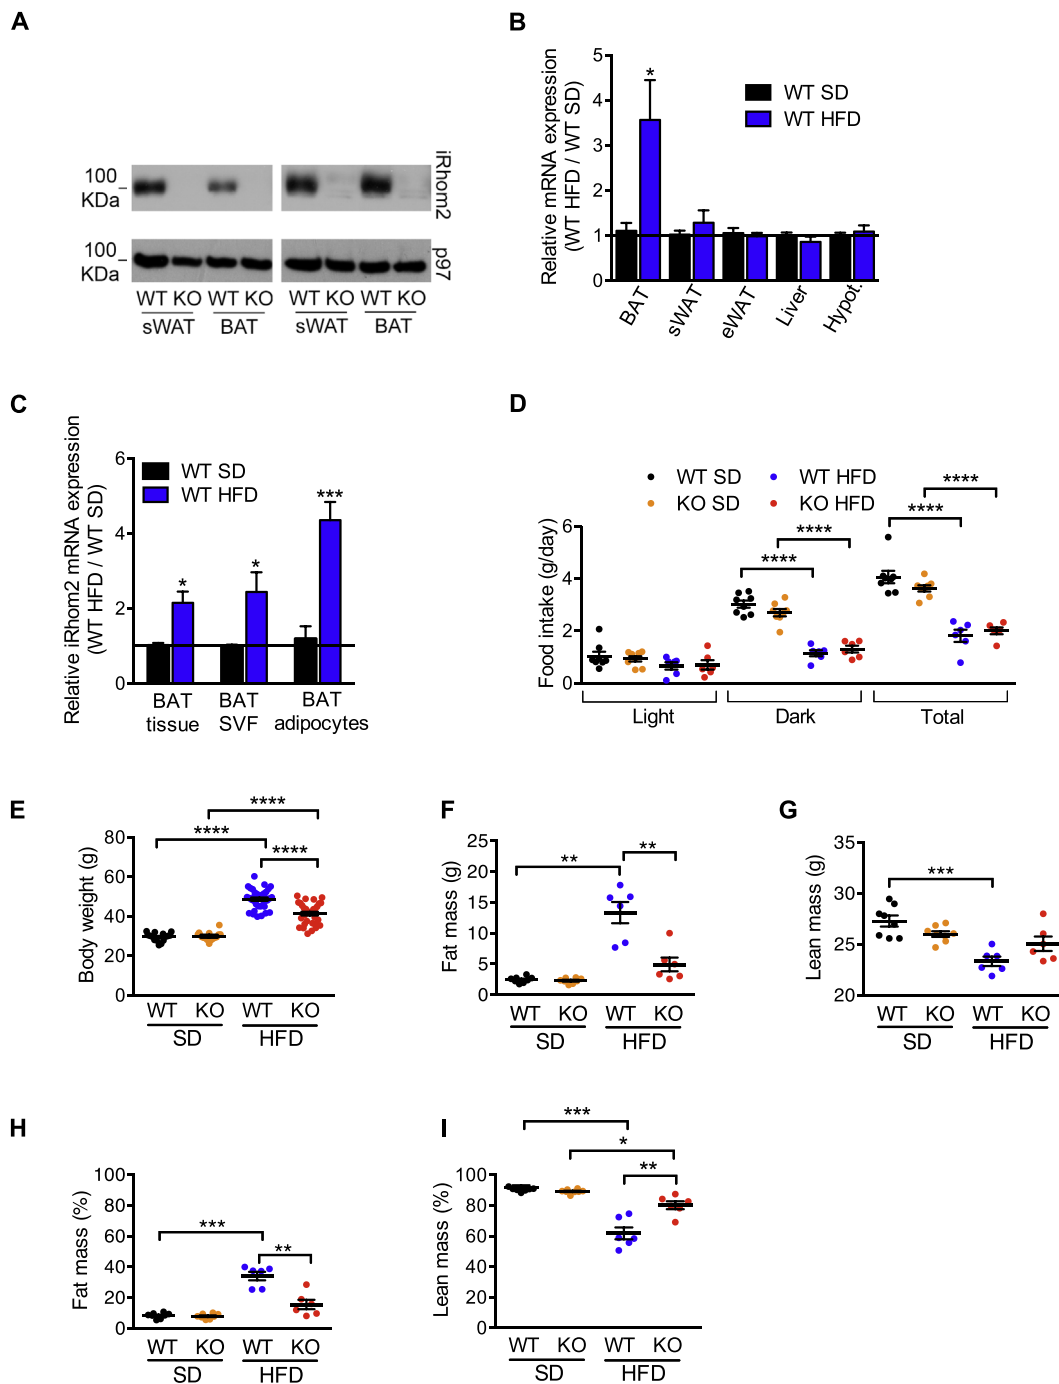 A
100
KDa
iRhom2
100
KDa
p97
WT KO WT KO WT KO WT KO
sWAT BAT sWAT BAT
B
Relative mRNA expression
(WT HFD / WT SD)
5
4
3
2
1
0
*
WT SD
WT HFD
BAT
sWAT
eWAT
Liver
Hypot.
C
Relative iRhom2 mRNA expression
(WT HFD / WT SD)
6
4
2
0
WT SD
WT HFD
*
*
***
BAT BAT BAT
tissue SVF adipocytes
D
WT SD WT HFD
KO SD KO HFD
Food intake (g/day)
6
4
2
0
****
****
****
****
Light Dark Total
E
Body weight (g)
80
60
40
20
0
****
****
****
WT KO WT KO
SD HFD
F
Fat mass (g)
25
20
15
10
5
0
**
**
WT KO WT KO
SD HFD
G
Lean mass (g)
35
30
25
20
***
WT KO WT KO
SD HFD
H
Fat mass (%)
100
80
60
40
20
0
***
**
WT KO WT KO
SD HFD
I
Lean mass (%)
100
80
60
40
20
0
***
*
**
WT KO WT KO
SD HFD